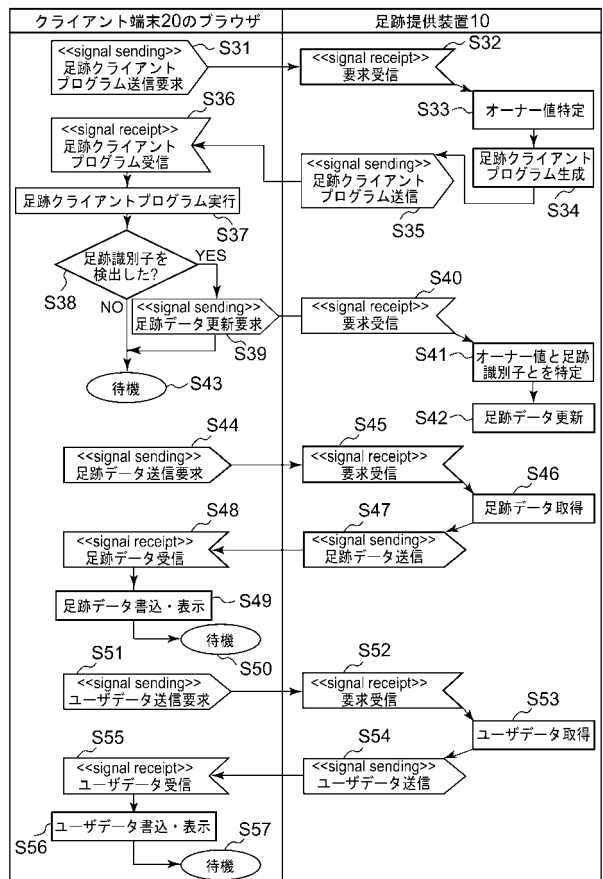 クライアント端末20のブラウザ
足跡提供装置10
S31
<<signal sending>>
足跡クライアント
プログラム送信要求
S32
<<signal receipt>>
要求受信
S33
オーナー値特定
S36
<<signal receipt>>
足跡クライアント
プログラム受信
<<signal sending>>
足跡クライアント
プログラム送信
S35
足跡クライアント
プログラム生成
S34
足跡クライアントプログラム実行
S37
足跡識別子を
検出した?
S38
YES
NO
<<signal sending>>
足跡データ更新要求
S39
S40
<<signal receipt>>
要求受信
S41
オーナー値と足跡
識別子とを特定
待機
S43
S42
足跡データ更新
S44
<<signal sending>>
足跡データ送信要求
S45
<<signal receipt>>
要求受信
S46
足跡データ取得
S48
<<signal receipt>>
足跡データ受信
S47
<<signal sending>>
足跡データ送信
足跡データ書込・表示
S49
待機
S50
S51
<<signal sending>>
ユーザデータ送信要求
S52
<<signal receipt>>
要求受信
S53
ユーザデータ取得
S55
<<signal receipt>>
ユーザデータ受信
S54
<<signal sending>>
ユーザデータ送信
S56
ユーザデータ書込・表示
S57
待機